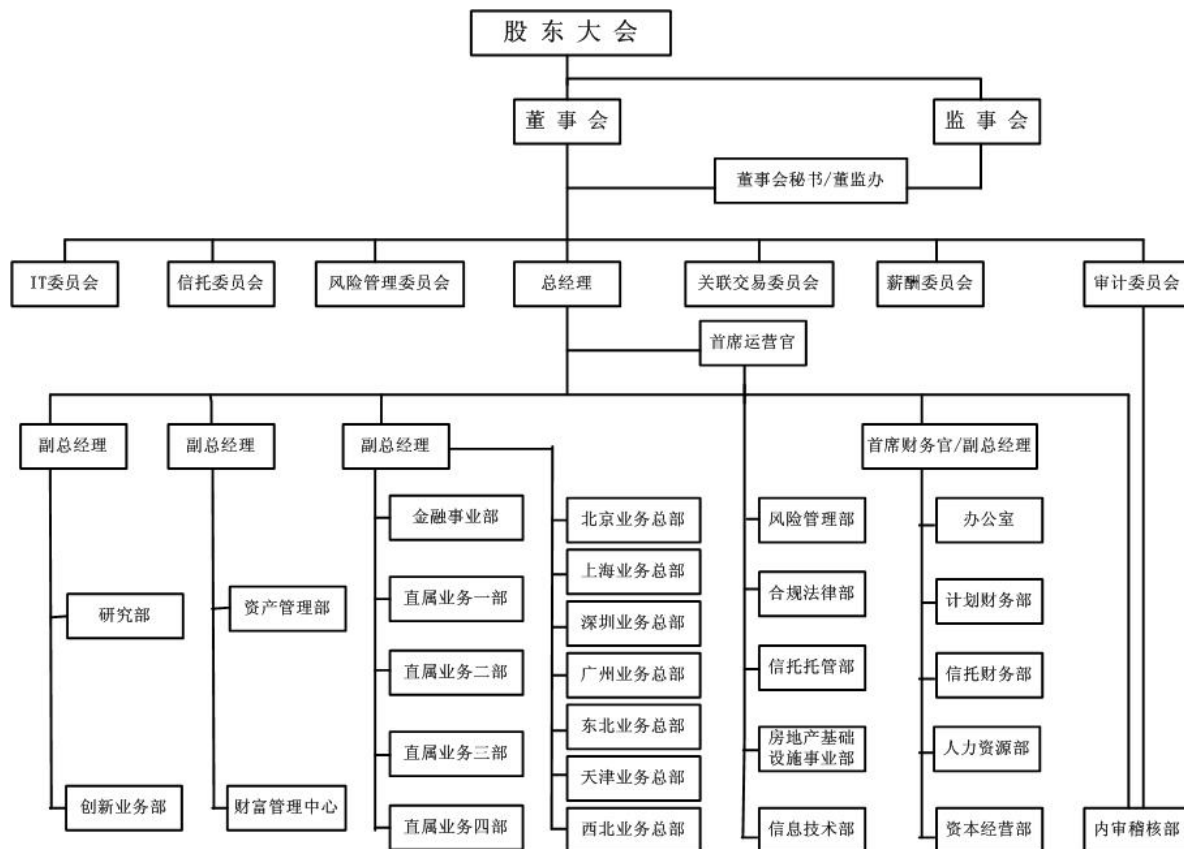 股东大会
董事会
监事会
董事会秘书/董监办
IT委员会
信托委员会
风险管理委员会
总经理
关联交易委员会
薪酬委员会
审计委员会
首席运营官
副总经理
副总经理
副总经理
首席财务官/副总经理
金融事业部
北京业务总部
风险管理部
办公室
上海业务总部
研究部
资产管理部
直属业务一部
合规法律部
计划财务部
深圳业务总部
直属业务二部
广州业务总部
信托托管部
信托财务部
东北业务总部
直属业务三部
房地产基础
设施事业部
人力资源部
天津业务总部
创新业务部
财富管理中心
直属业务四部
西北业务总部
信息技术部
资本经营部
内审稽核部